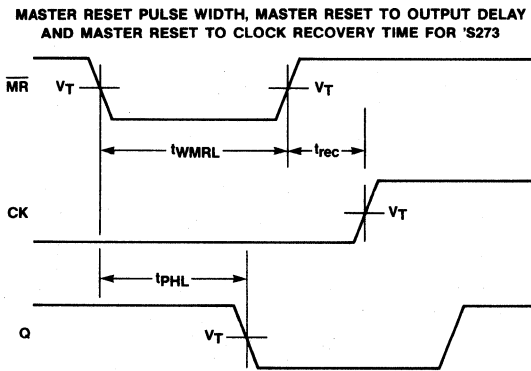 MASTER RESET PULSE WIDTH, MASTER RESET TO OUTPUT DELAY
AND MASTER RESET TO CLOCK RECOVERY TIME FOR 'S273
M̅R̅ VT VT
tWMRL trec
CK VT
tPHL
Q VT